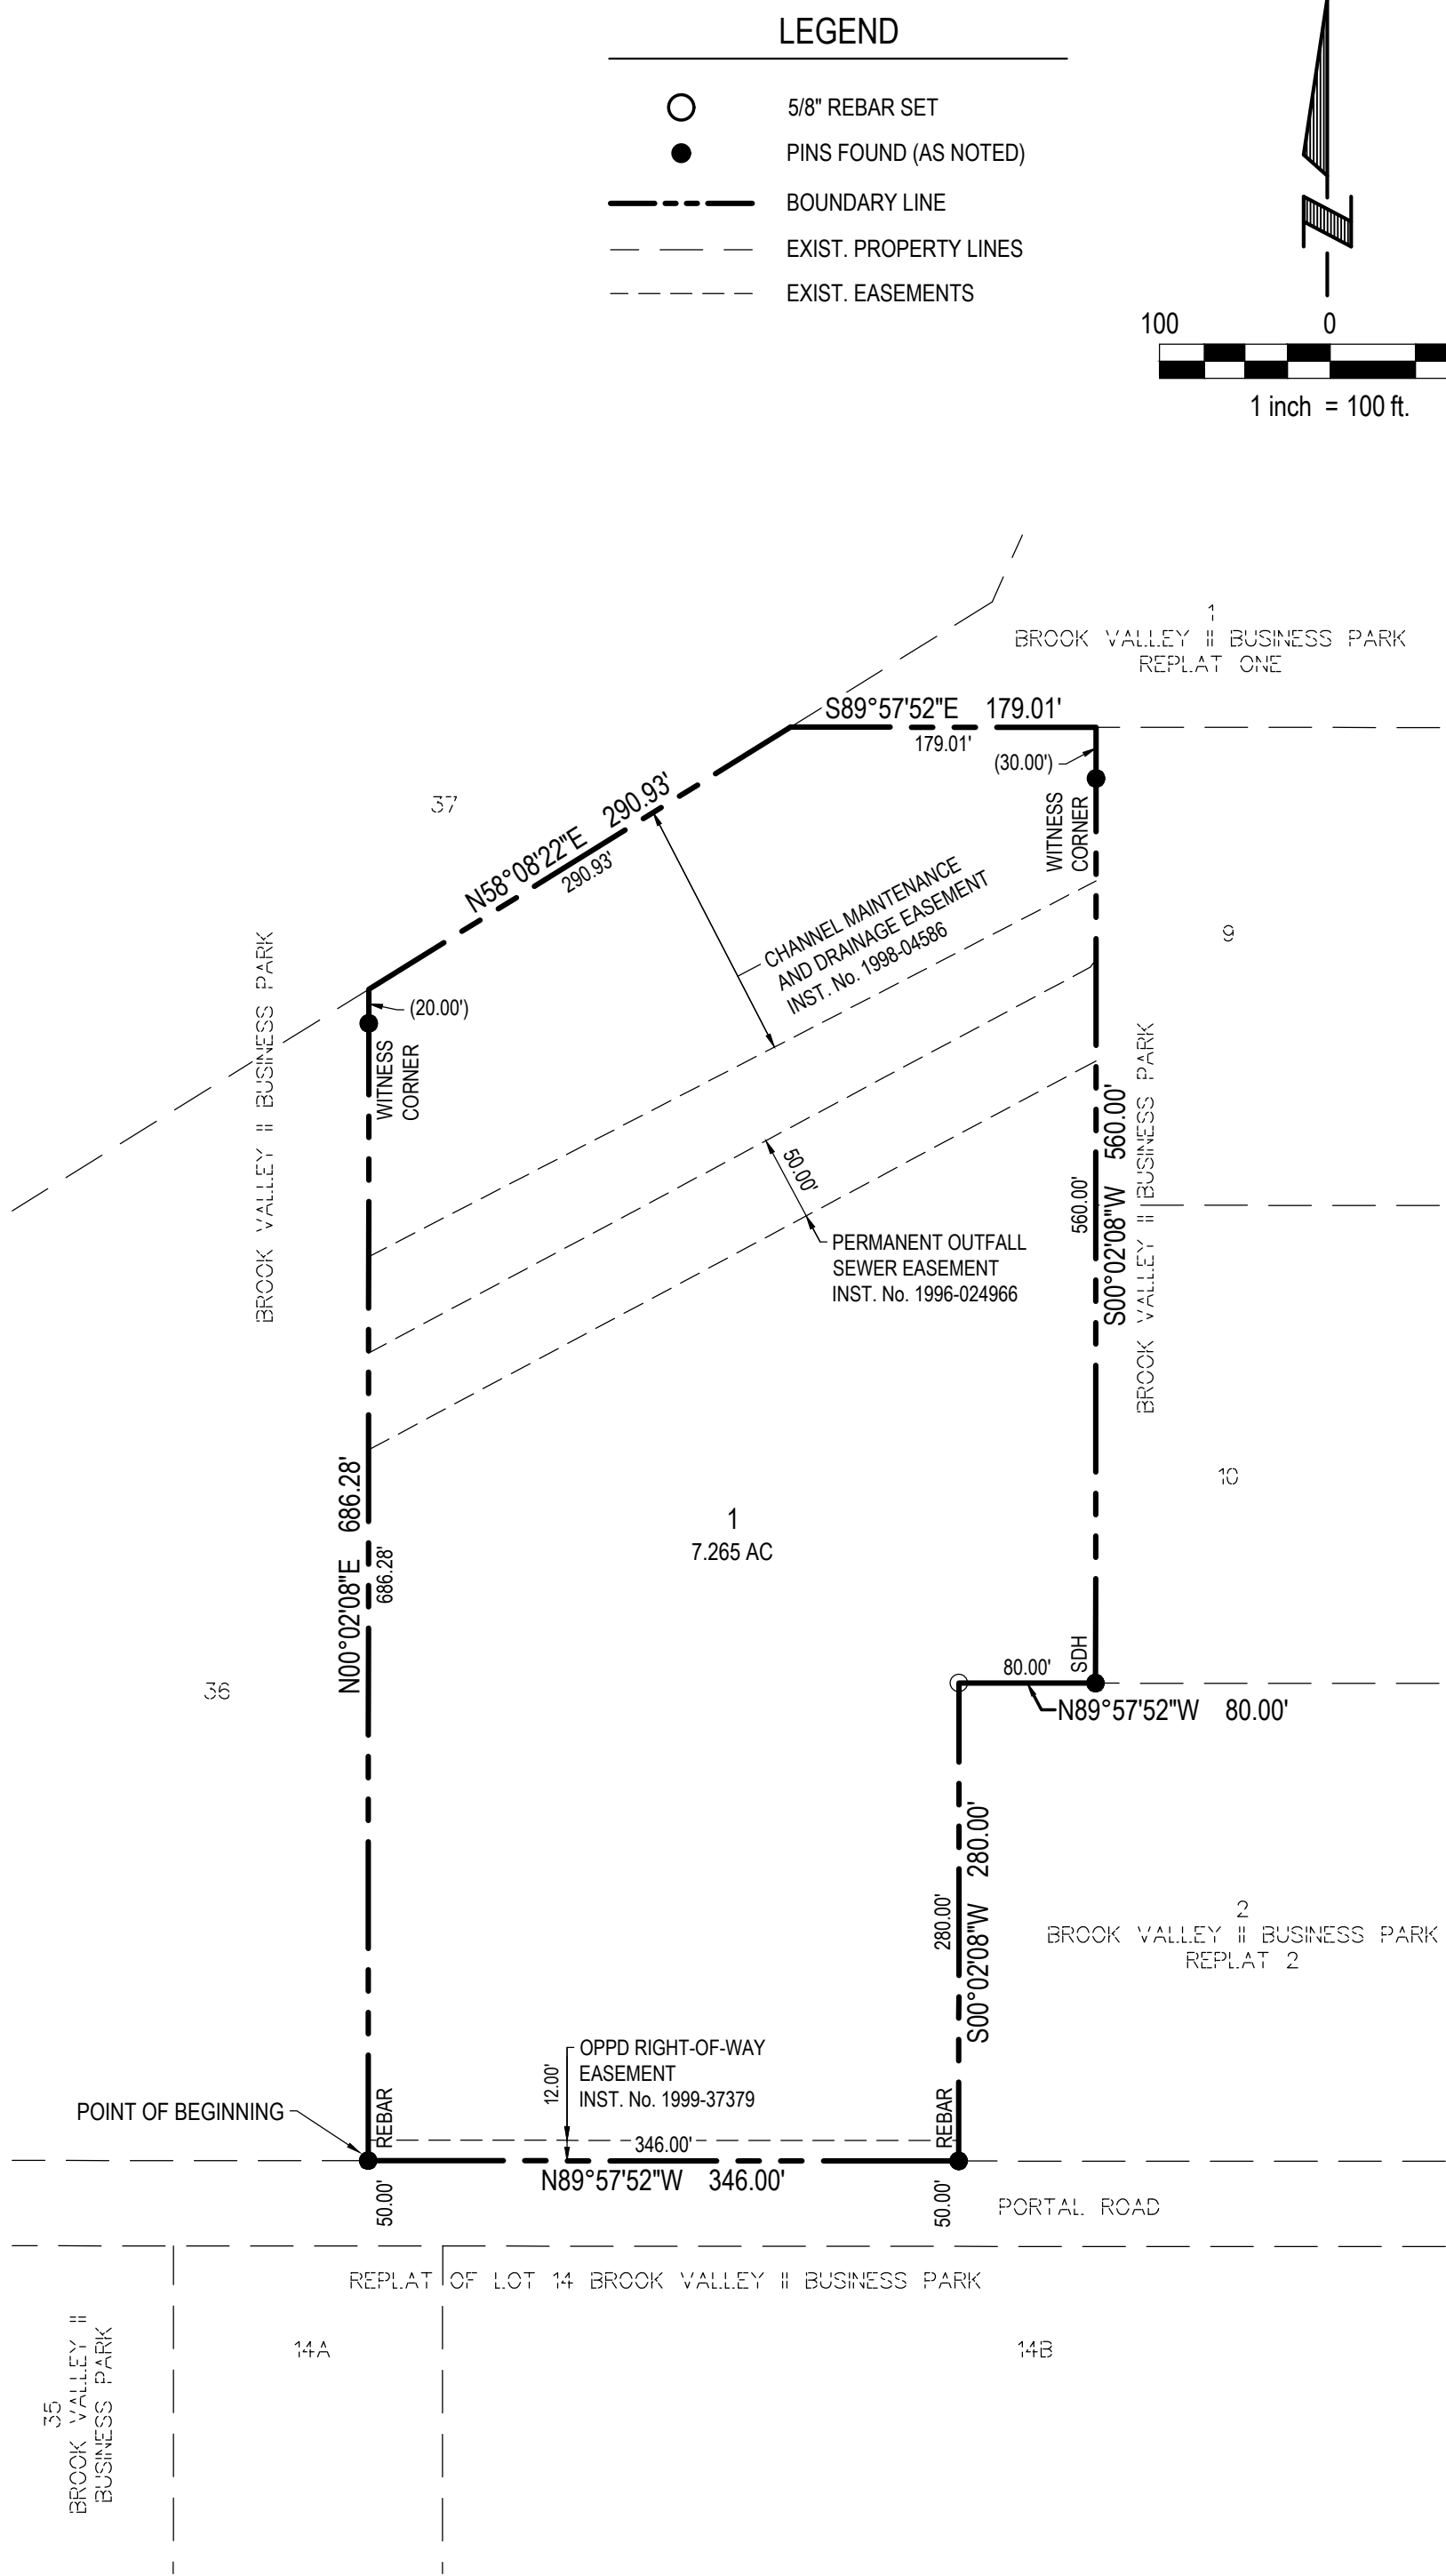 LEGEND
5/8" REBAR SET
PINS FOUND (AS NOTED)
BOUNDARY LINE
EXIST. PROPERTY LINES
EXIST. EASEMENTS
100 0
1 inch = 100 ft.
1
BROOK VALLEY II BUSINESS PARK
REPLAT ONE
S89°57'52"E 179.01'
179.01'
(30.00')
WITNESS
CORNER
37
N58°08'22"E 290.93'
290.93'
CHANNEL MAINTENANCE
AND DRAINAGE EASEMENT
INST. No. 1998-04586
9
BROOK VALLEY II BUSINESS PARK
(20.00')
WITNESS
CORNER
BROOK VALLEY II BUSINESS PARK
S00°02'08"W 560.00'
560.00'
50.00'
PERMANENT OUTFALL
SEWER EASEMENT
INST. No. 1996-024966
10
N00°02'08"E 686.28'
686.28'
1
7.265 AC
36
SDH
80.00'
N89°57'52"W 80.00'
S00°02'08"W 280.00'
280.00'
2
BROOK VALLEY II BUSINESS PARK
REPLAT 2
OPPD RIGHT-OF-WAY
EASEMENT
INST. No. 1999-37379
12.00'
POINT OF BEGINNING
REBAR
REBAR
346.00'
N89°57'52"W 346.00'
50.00'
50.00'
PORTAL ROAD
REPLAT OF LOT 14 BROOK VALLEY II BUSINESS PARK
14A
14B
35
BROOK VALLEY II
BUSINESS PARK